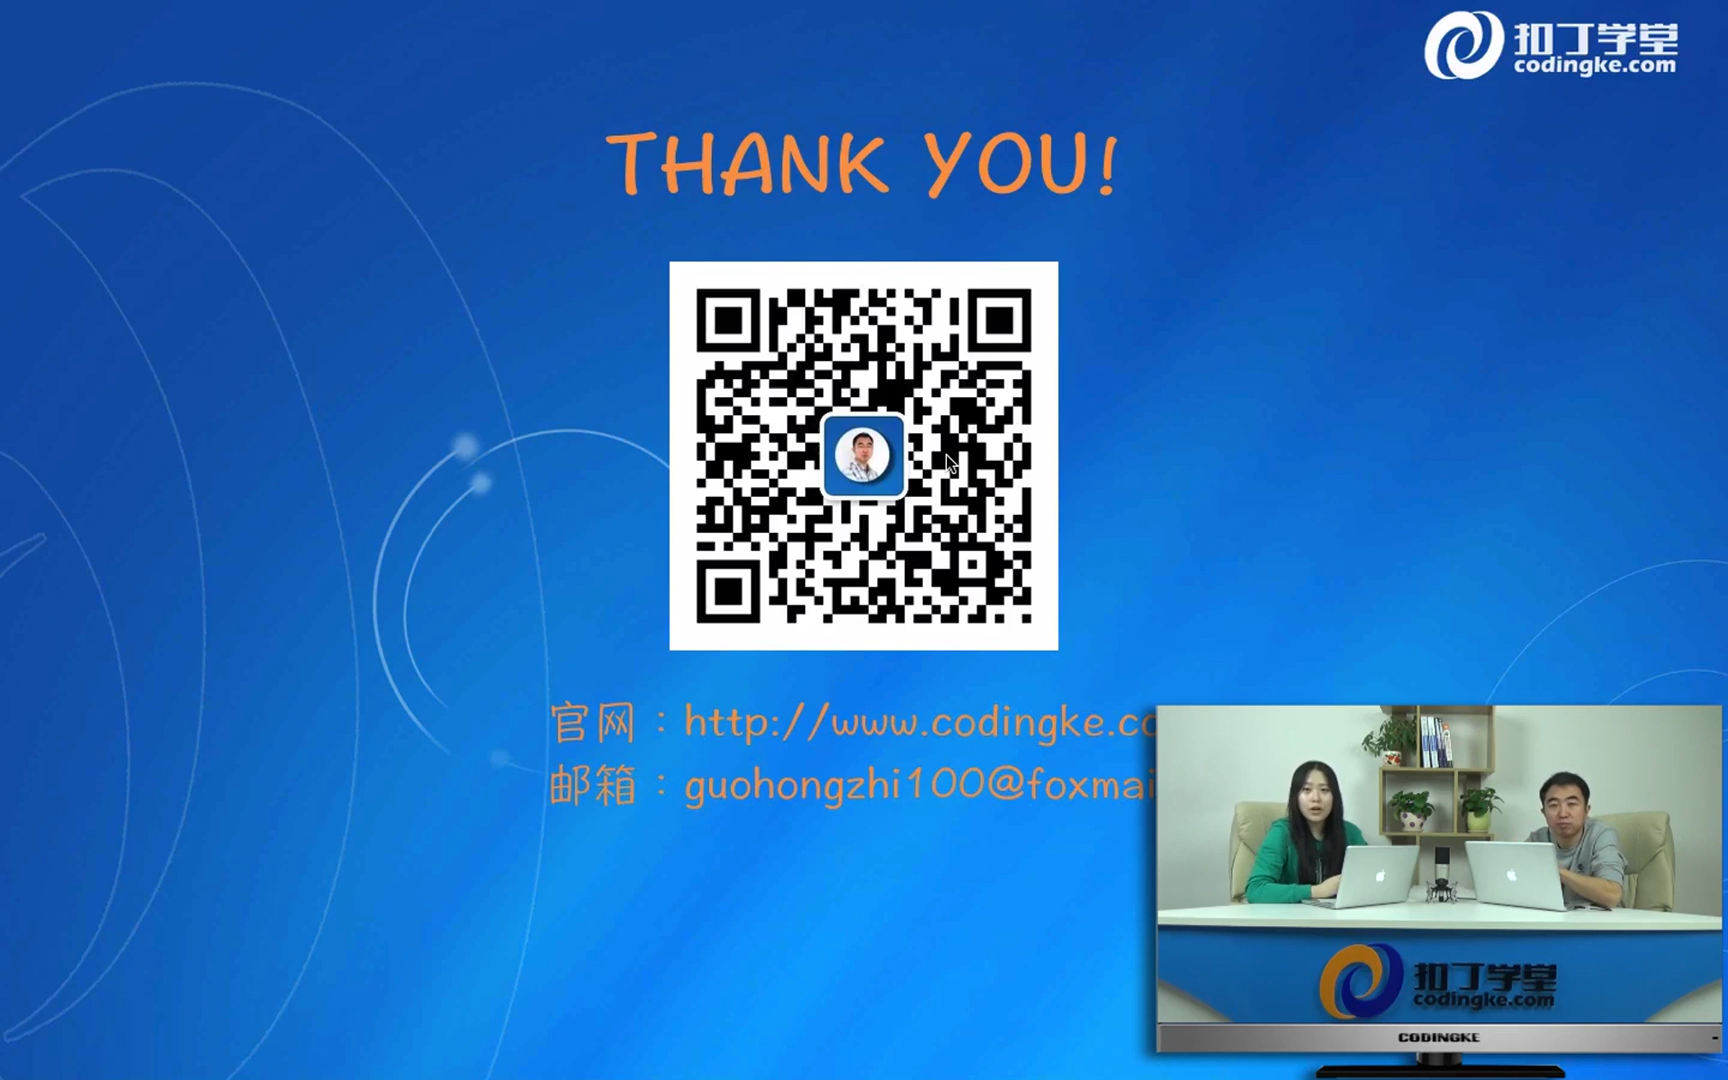 扣丁学堂
codingke.com
THANK YOU!
官网：http://www.codingke.co
邮箱：guohongzhi100@foxmai
扣丁学堂
codingke.com
CODINGKE